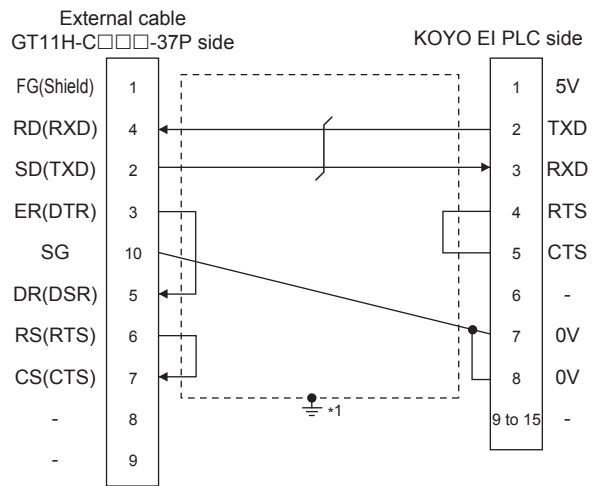 External cable
GT11H-C□□□-37P side
KOYO EI PLC side
FG(Shield) 1 1 5V
RD(RXD) 4 2 TXD
SD(TXD) 2 3 RXD
ER(DTR) 3 4 RTS
SG 10 5 CTS
DR(DSR) 5 6 -
RS(RTS) 6 7 0V
CS(CTS) 7 8 0V
*1
- 8 9 to 15 -
- 9